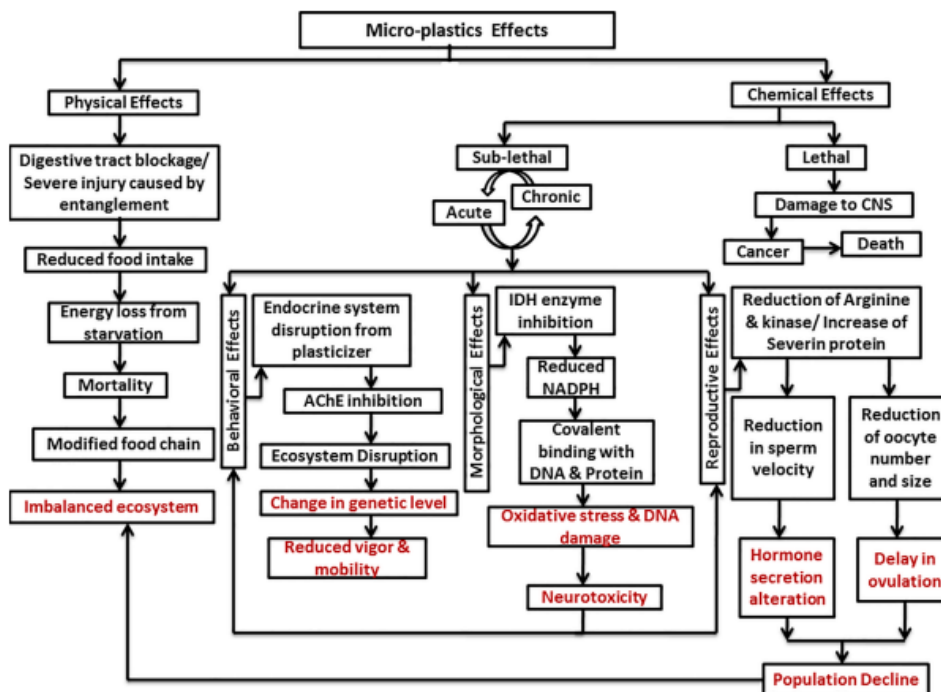 Micro-plastics Effects
Physical Effects
Chemical Effects
Digestive tract blockage/
Severe injury caused by
entanglement
Reduced food intake
Energy loss from
starvation
Mortality
Modified food chain
Imbalanced ecosystem
Sub-lethal
Acute
Chronic
Lethal
Damage to CNS
Cancer
Death
Behavioral Effects
Endocrine system
disruption from
plasticizer
AChE inhibition
Ecosystem Disruption
Change in genetic level
Reduced vigor &
mobility
Morphological Effects
IDH enzyme
inhibition
Reduced
NADPH
Covalent
binding with
DNA & Protein
Oxidative stress & DNA
damage
Neurotoxicity
Reproductive Effects
Reduction of Arginine
& kinase/ Increase of
Severin protein
Reduction
in sperm
velocity
Hormone
secretion
alteration
Reduction
of oocyte
number
and size
Delay in
ovulation
Population Decline